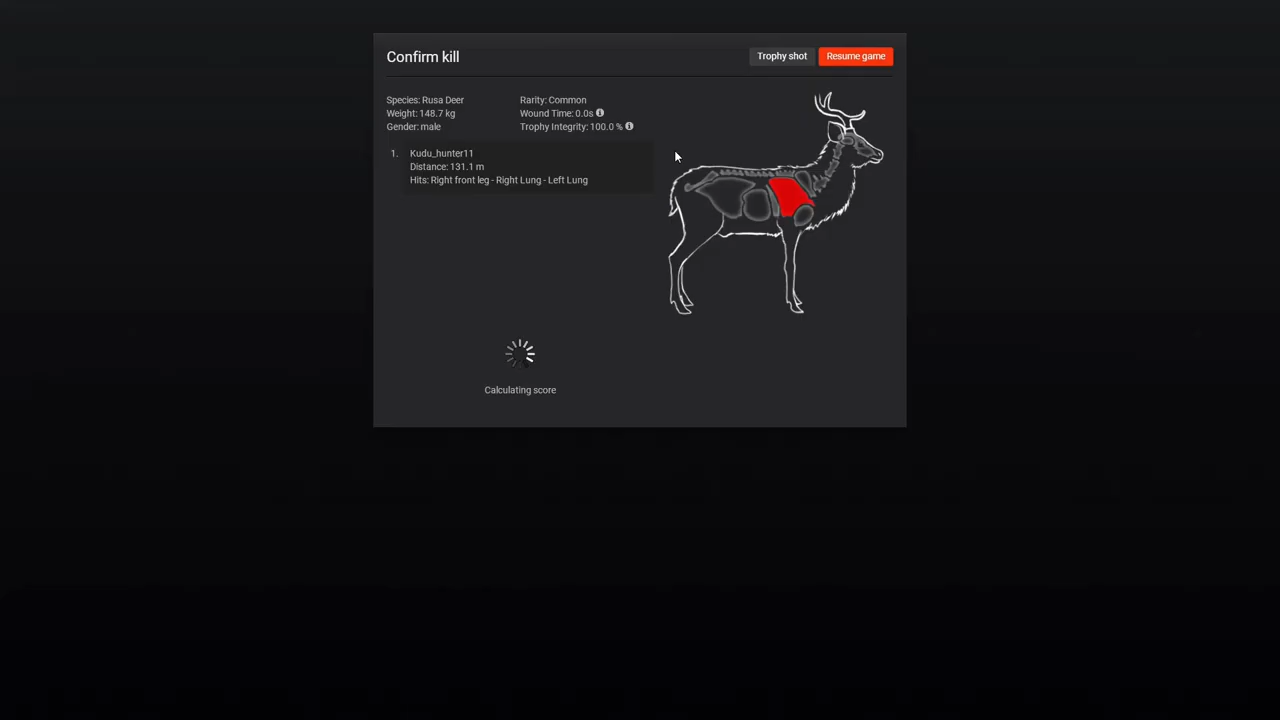 Confirm kill
Trophy shot
Resume game
Species: Rusa Deer
Weight: 148.7 kg
Gender: male
Rarity: Common
Wound Time: 0.0s
Trophy Integrity: 100.0 %
1. Kudu_hunter11
Distance: 131.1 m
Hits: Right front leg - Right Lung - Left Lung
Calculating score